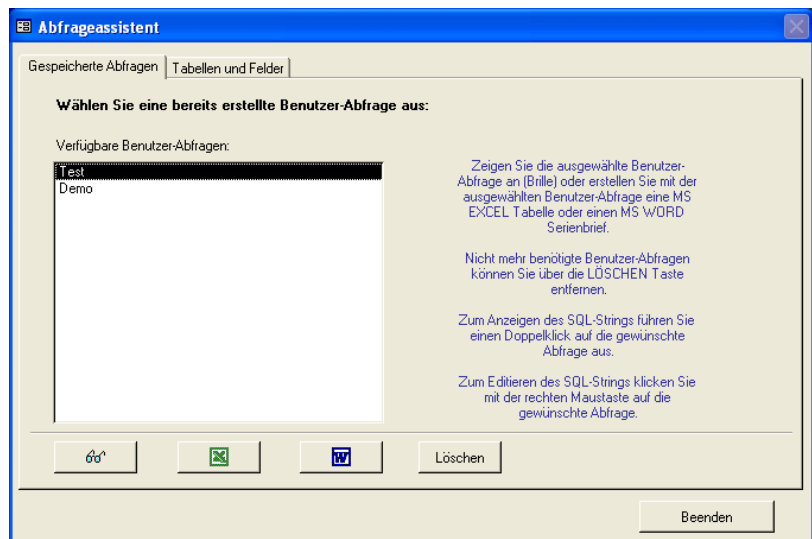 Abfrageassistent
Gespeicherte Abfragen
Tabellen und Felder
Wählen Sie eine bereits erstellte Benutzer-Abfrage aus:
Verfügbare Benutzer-Abfragen:
Test
Demo
Zeigen Sie die ausgewählte Benutzer-
Abfrage an (Brille) oder erstellen Sie mit der
ausgewählten Benutzer-Abfrage eine MS
EXCEL Tabelle oder einen MS WORD
Serienbrief.
Nicht mehr benötigte Benutzer-Abfragen
können Sie über die LÖSCHEN Taste
entfernen.
Zum Anzeigen des SQL-Strings führen Sie
einen Doppelklick auf die gewünschte
Abfrage aus.
Zum Editieren des SQL-Strings klicken Sie
mit der rechten Maustaste auf die
gewünschte Abfrage.
Löschen
Beenden